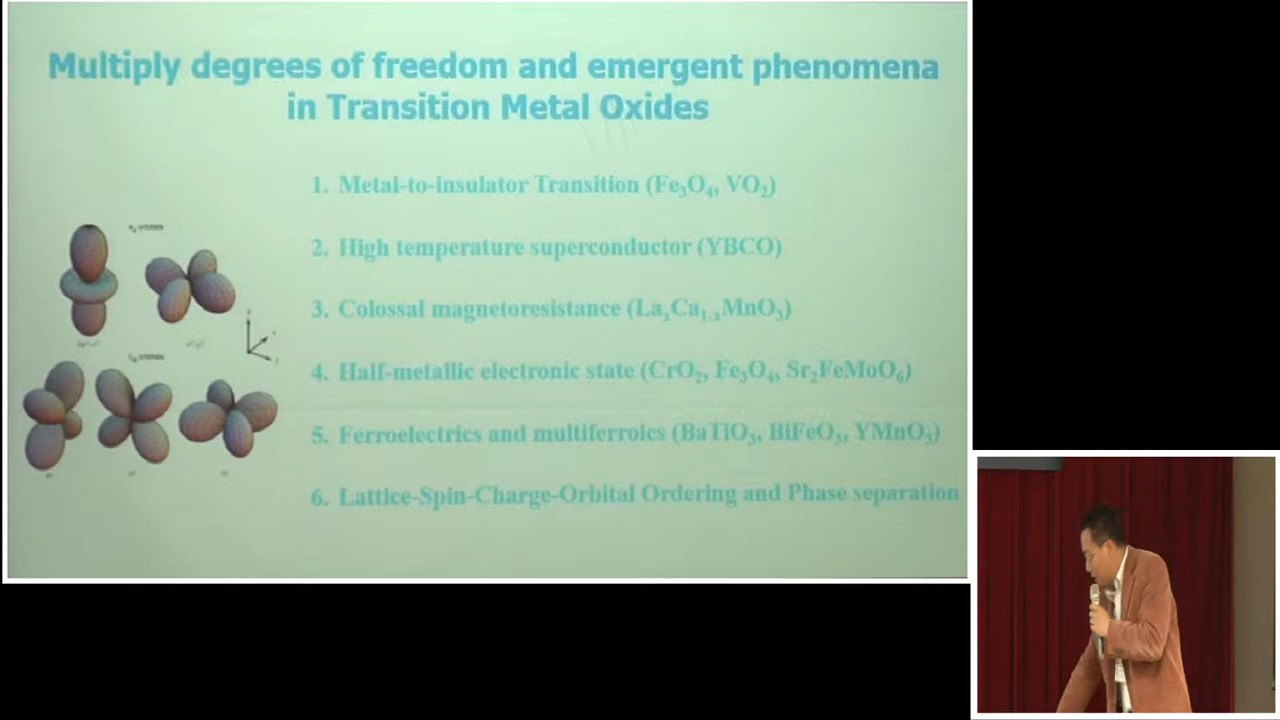 Multiply degrees of freedom and emergent phenomena
in Transition Metal Oxides
1. Metal-to-insulator Transition (Fe₃O₄, VO₂)
2. High temperature superconductor (YBCO)
3. Colossal magnetoresistance (LaₓCa₁₋ₓMnO₃)
4. Half-metallic electronic state (CrO₂, Fe₃O₄, Sr₂FeMoO₆)
5. Ferroelectrics and multiferroics (BaTiO₃, BiFeO₃, YMnO₃)
6. Lattice-Spin-Charge-Orbital Ordering and Phase separation